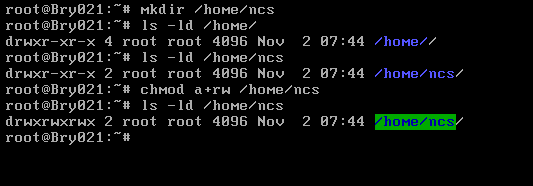 root@Bry021:~# mkdir /home/ncs
root@Bry021:~# ls -ld /home/
drwxr-xr-x 4 root root 4096 Nov  2 07:44 /home//
root@Bry021:~# ls -ld /home/ncs
drwxr-xr-x 2 root root 4096 Nov  2 07:44 /home/ncs/
root@Bry021:~# chmod a+rw /home/ncs
root@Bry021:~# ls -ld /home/ncs
drwxrwxrwx 2 root root 4096 Nov  2 07:44 /home/ncs/
root@Bry021:~#